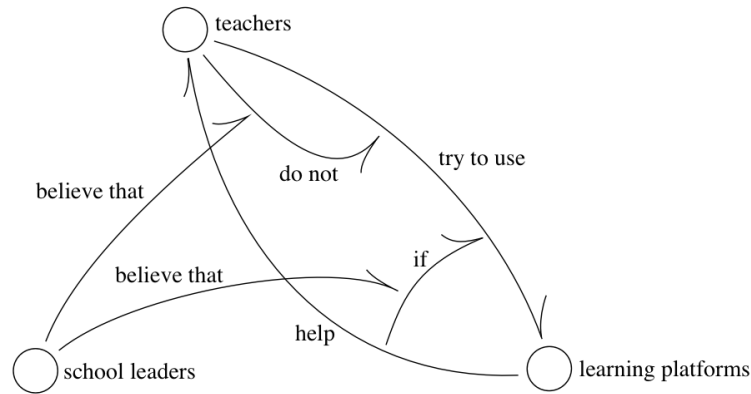 teachers
try to use
do not
believe that
if
believe that
help
school leaders
learning platforms